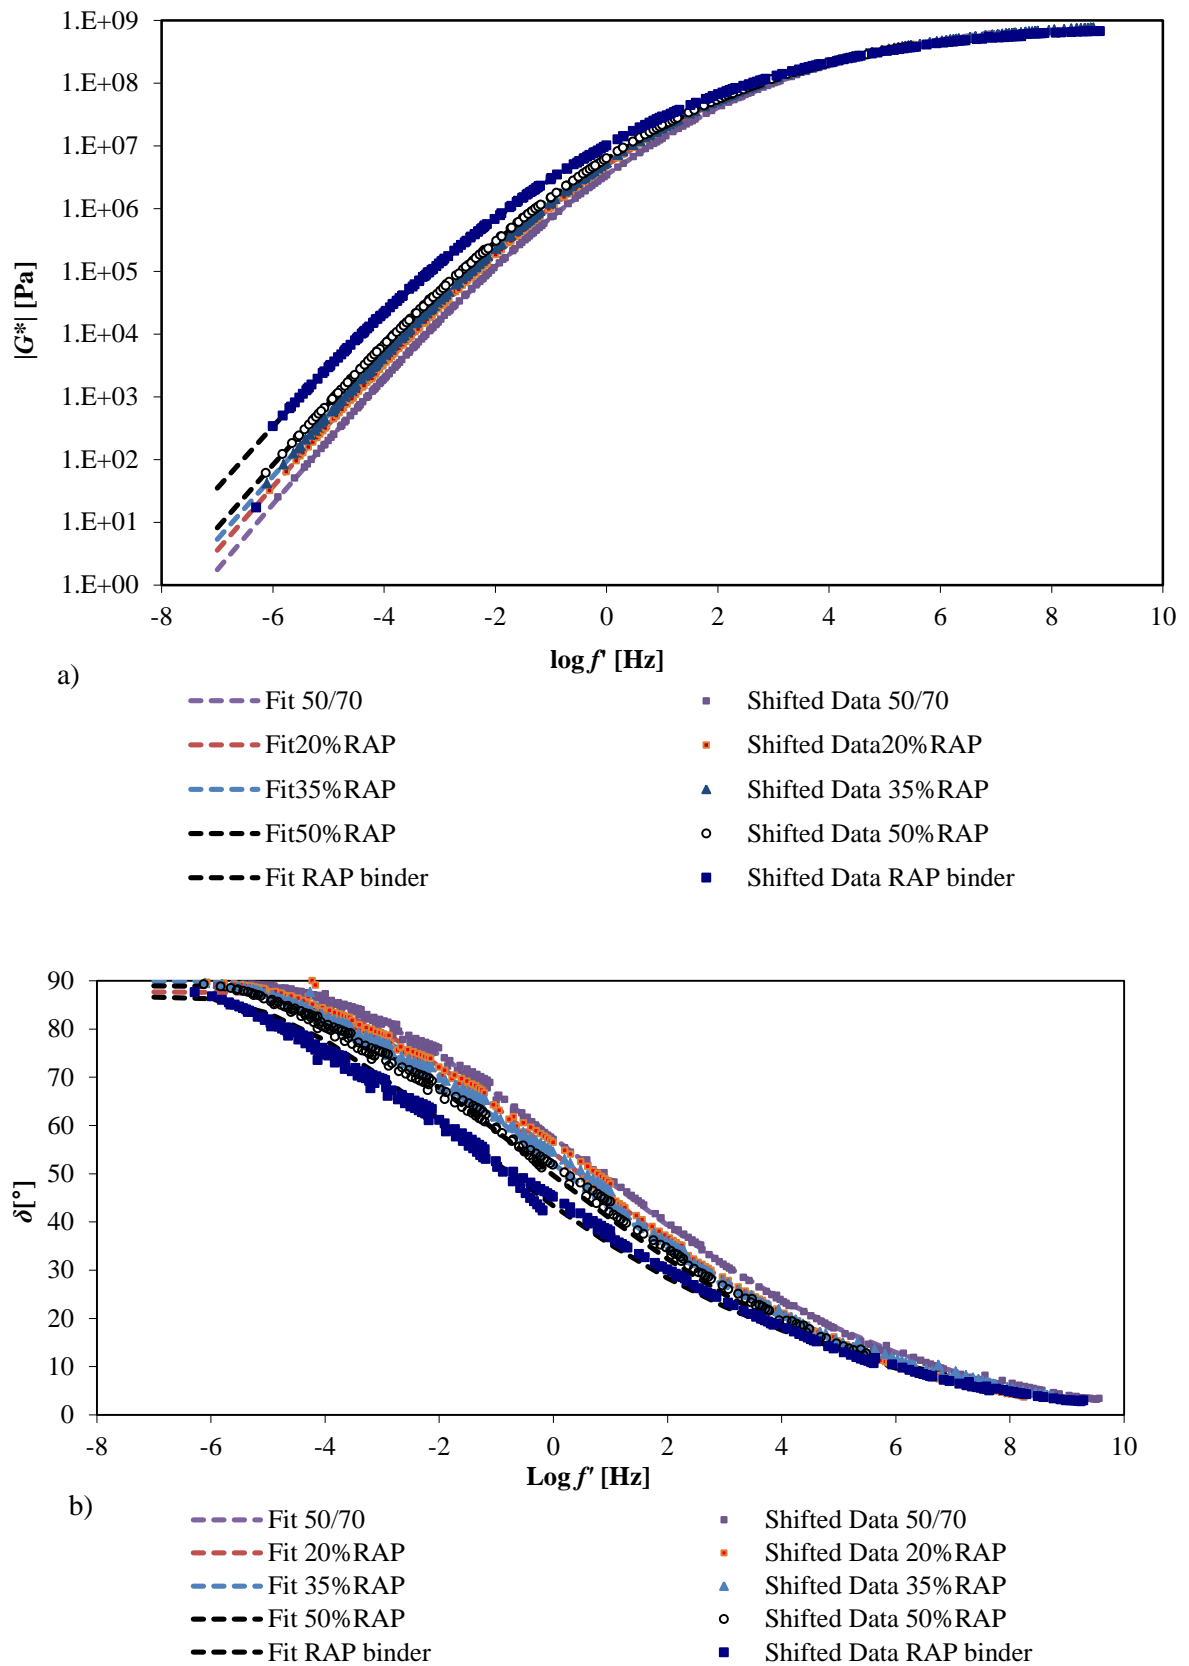 1.E+09
1.E+08
1.E+07
1.E+06
1.E+05
1.E+04
1.E+03
1.E+02
1.E+01
1.E+00
|G*| [Pa]
-8 -6 -4 -2 0 2 4 6 8 10
log f' [Hz]
a)
Fit 50/70 Shifted Data 50/70
Fit20%RAP Shifted Data20%RAP
Fit35%RAP Shifted Data 35%RAP
Fit50%RAP Shifted Data 50%RAP
Fit RAP binder Shifted Data RAP binder
90
80
70
60
50
40
30
20
10
0
δ[°]
-8 -6 -4 -2 0 2 4 6 8 10
Log f' [Hz]
b)
Fit 50/70 Shifted Data 50/70
Fit 20%RAP Shifted Data 20%RAP
Fit 35%RAP Shifted Data 35%RAP
Fit 50%RAP Shifted Data 50%RAP
Fit RAP binder Shifted Data RAP binder